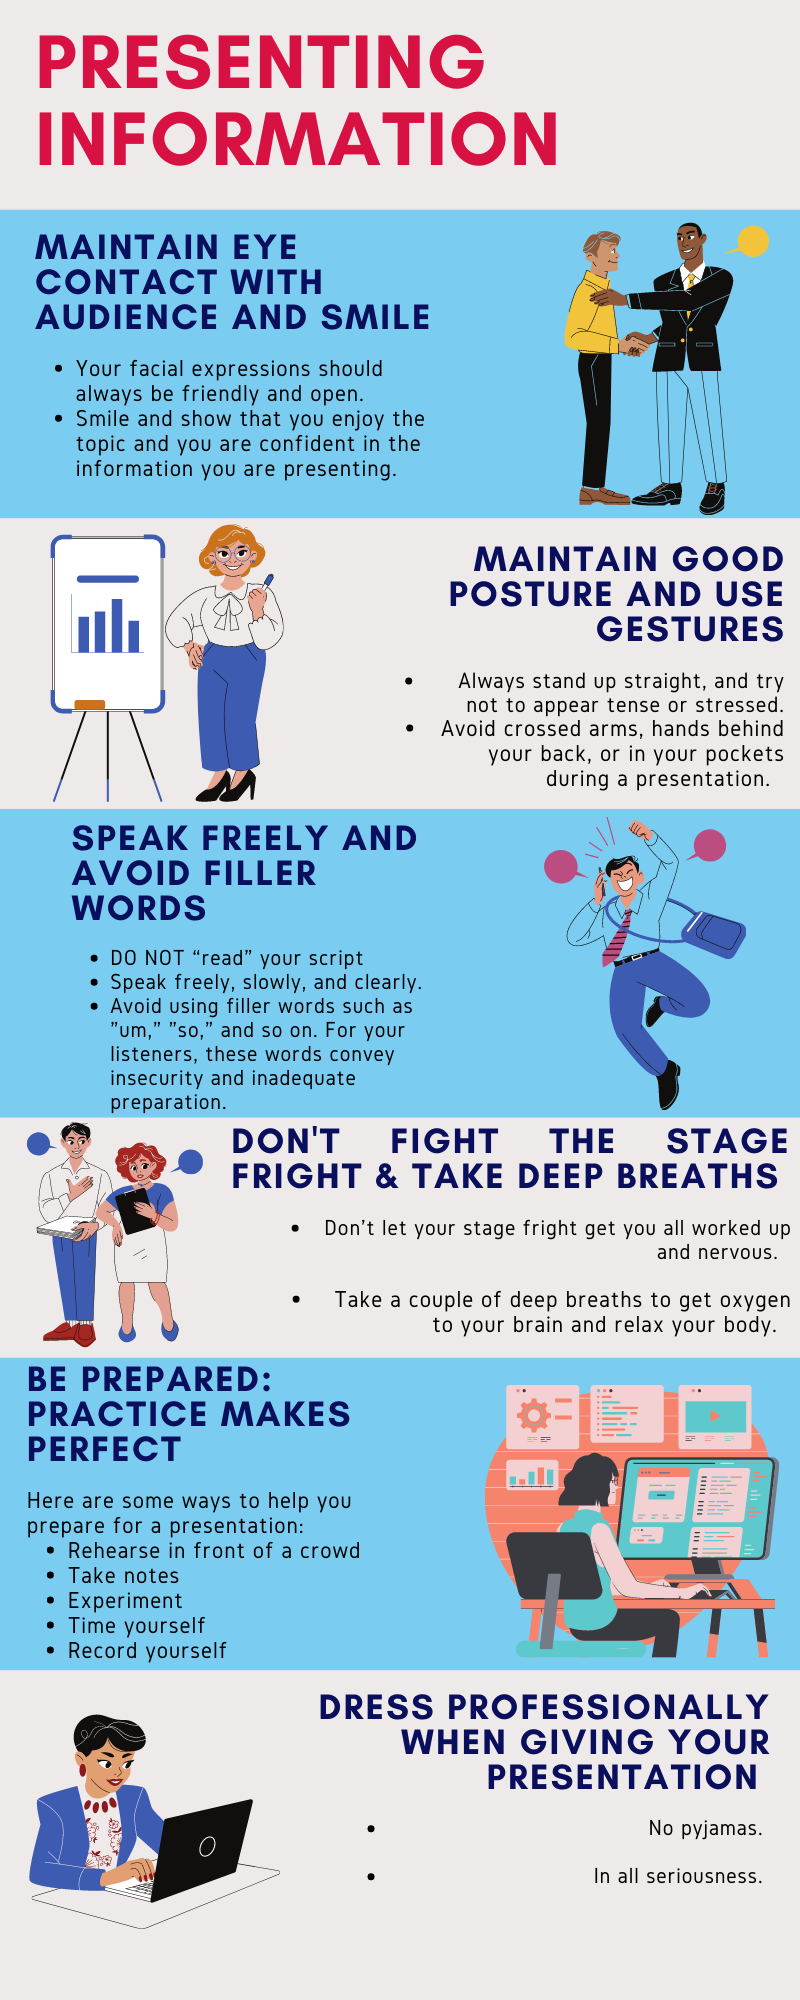 PRESENTING
INFORMATION
MAINTAIN EYE
CONTACT WITH
AUDIENCE AND SMILE
• Your facial expressions should
always be friendly and open.
• Smile and show that you enjoy the
topic and you are confident in the
information you are presenting.
MAINTAIN GOOD
POSTURE AND USE
GESTURES
• Always stand up straight, and try
not to appear tense or stressed.
• Avoid crossed arms, hands behind
your back, or in your pockets
during a presentation.
SPEAK FREELY AND
AVOID FILLER
WORDS
• DO NOT “read” your script
• Speak freely, slowly, and clearly.
• Avoid using filler words such as
”um,” ”so,” and so on. For your
listeners, these words convey
insecurity and inadequate
preparation.
DON'T FIGHT THE STAGE
FRIGHT & TAKE DEEP BREATHS
• Don’t let your stage fright get you all worked up
and nervous.
• Take a couple of deep breaths to get oxygen
to your brain and relax your body.
BE PREPARED:
PRACTICE MAKES
PERFECT
Here are some ways to help you
prepare for a presentation:
• Rehearse in front of a crowd
• Take notes
• Experiment
• Time yourself
• Record yourself
DRESS PROFESSIONALLY
WHEN GIVING YOUR
PRESENTATION
• No pyjamas.
• In all seriousness.